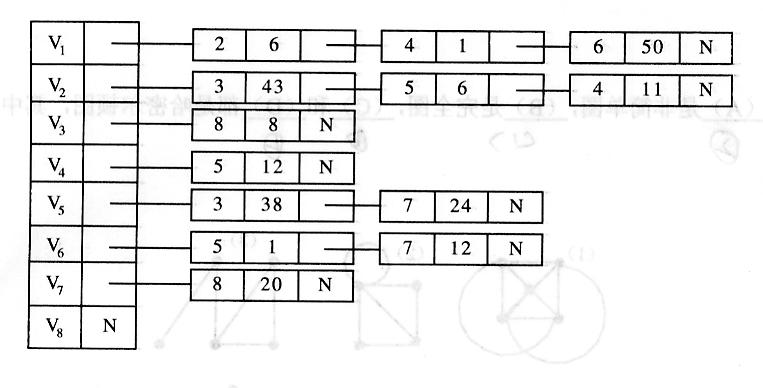 V₁ 2 6 4 1 6 50 N
V₂ 3 43 5 6 4 11 N
V₃ 8 8 N
V₄ 5 12 N
V₅ 3 38 7 24 N
V₆ 5 1 7 12 N
V₇ 8 20 N
V₈ N